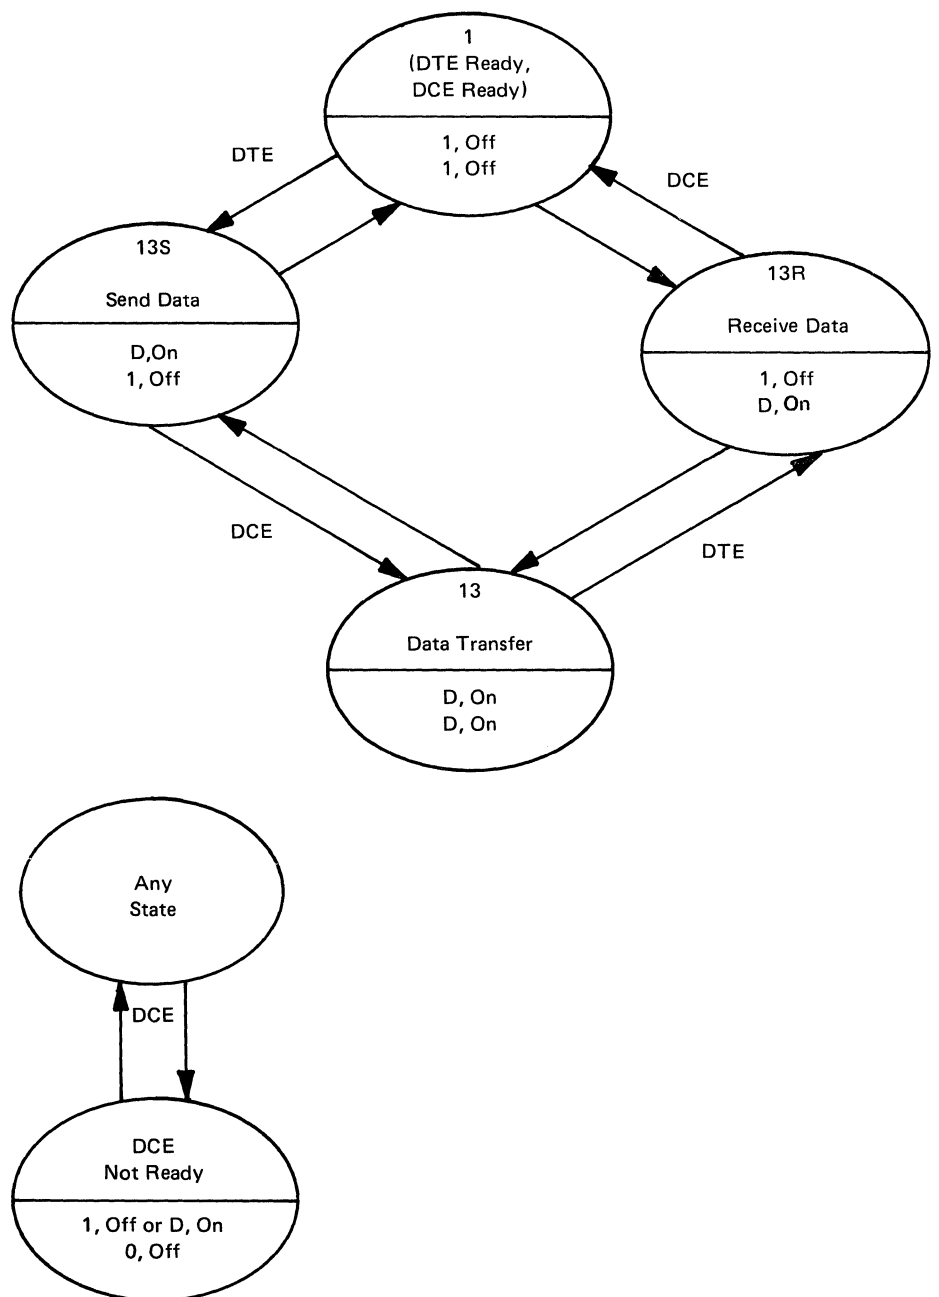 1
(DTE Ready,
DCE Ready)
1, Off
1, Off
DTE
DCE
13S
Send Data
D,On
1, Off
13R
Receive Data
1, Off
D, On
DCE
DTE
13
Data Transfer
D, On
D, On
Any
State
DCE
DCE
Not Ready
1, Off or D, On
0, Off